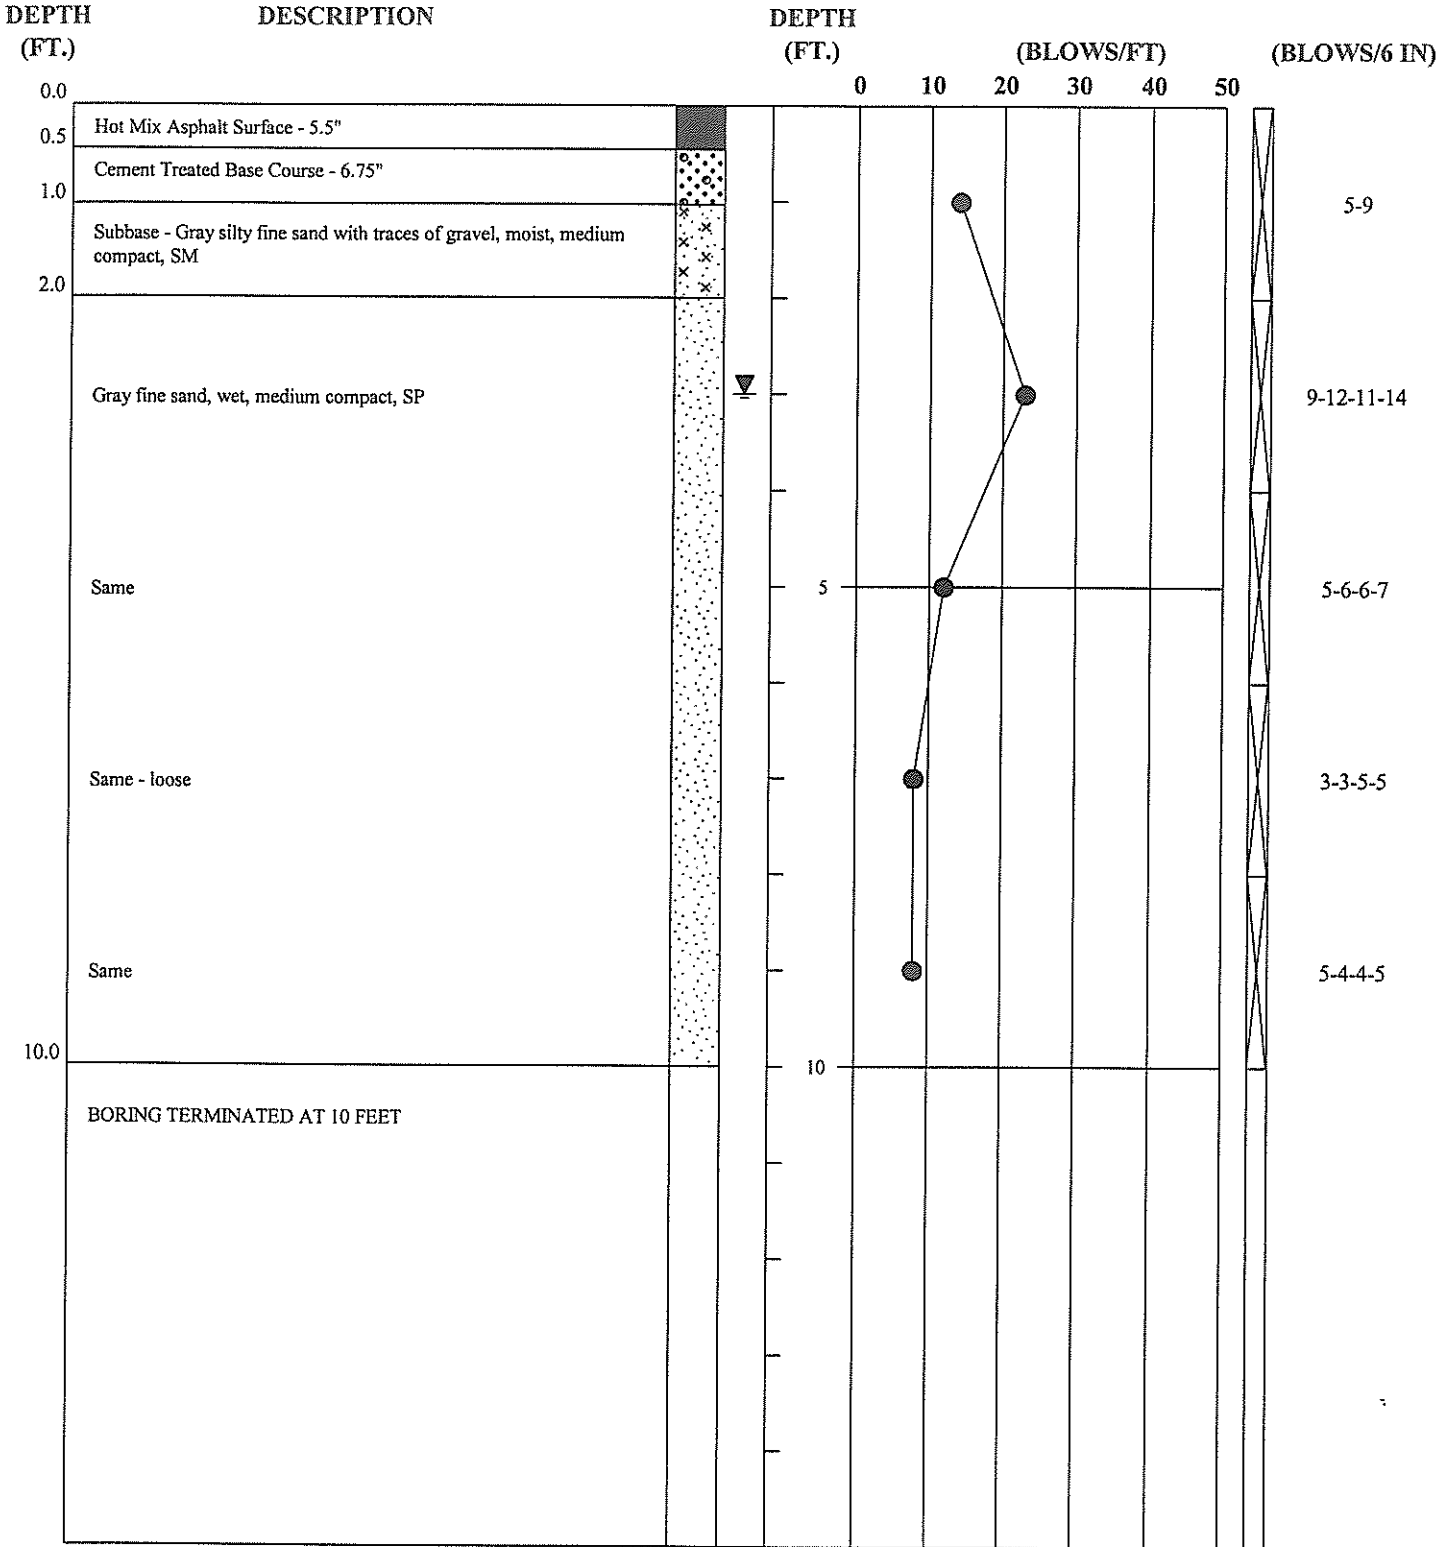 DEPTH DESCRIPTION DEPTH
(FT.) (FT.) (BLOWS/FT) (BLOWS/6 IN)
0 10 20 30 40 50
0.0
Hot Mix Asphalt Surface - 5.5"
0.5
Cement Treated Base Course - 6.75"
1.0
5-9
Subbase - Gray silty fine sand with traces of gravel, moist, medium
compact, SM
2.0
Gray fine sand, wet, medium compact, SP 9-12-11-14
Same 5 5-6-6-7
Same - loose 3-3-5-5
Same 5-4-4-5
10.0 10
BORING TERMINATED AT 10 FEET